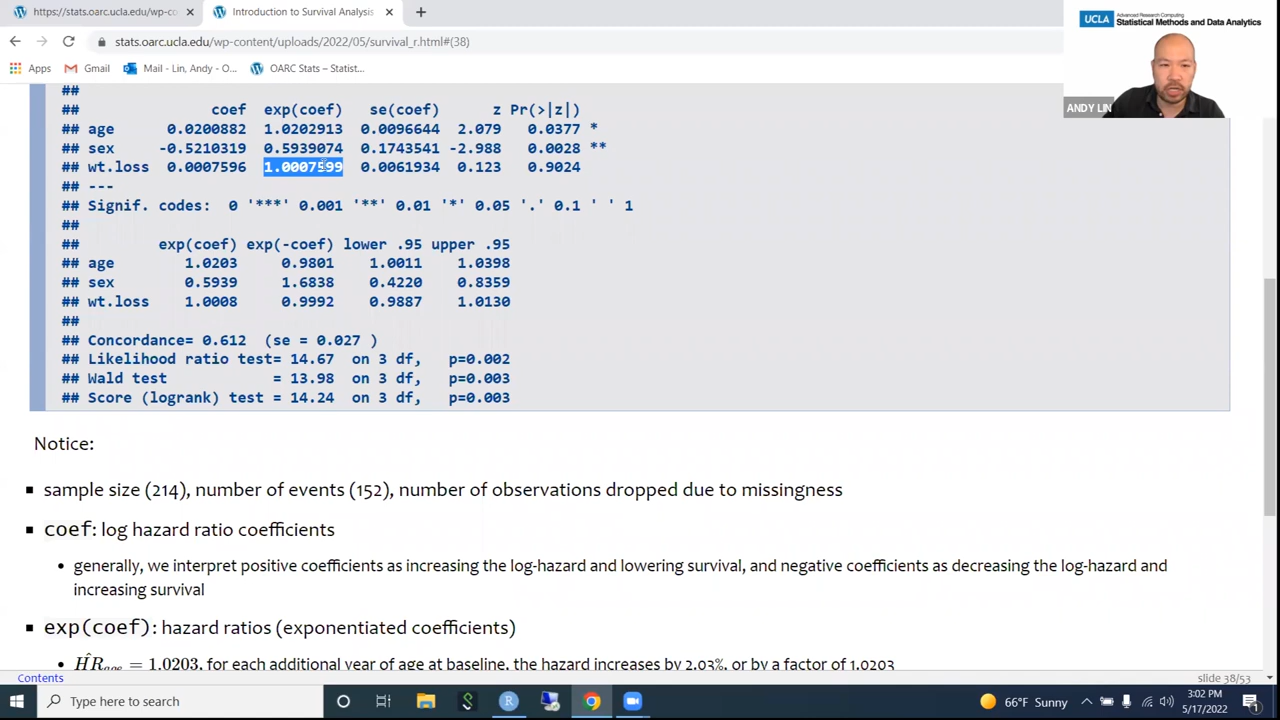 https://stats.oarc.ucla.edu/wp-co
Introduction to Survival Analysis
stats.oarc.ucla.edu/wp-content/uploads/2022/05/survival_r.html#(38)
Apps
Gmail
Mail - Lin, Andy - O...
OARC Stats – Statist...
UCLA
Advanced Research Computing
Statistical Methods and Data Analytics
ANDY LIN
##
## coef exp(coef) se(coef) z Pr(>|z|)
## age 0.0200882 1.0202913 0.0096644 2.079 0.0377 *
## sex -0.5210319 0.5939074 0.1743541 -2.988 0.0028 **
## wt.loss 0.0007596 1.0007599 0.0061934 0.123 0.9024
## ---
## Signif. codes: 0 '***' 0.001 '**' 0.01 '*' 0.05 '.' 0.1 ' ' 1
##
## exp(coef) exp(-coef) lower .95 upper .95
## age 1.0203 0.9801 1.0011 1.0398
## sex 0.5939 1.6838 0.4220 0.8359
## wt.loss 1.0008 0.9992 0.9887 1.0130
##
## Concordance= 0.612 (se = 0.027 )
## Likelihood ratio test= 14.67 on 3 df, p=0.002
## Wald test = 13.98 on 3 df, p=0.003
## Score (logrank) test = 14.24 on 3 df, p=0.003
Notice:
sample size (214), number of events (152), number of observations dropped due to missingness
coef: log hazard ratio coefficients
generally, we interpret positive coefficients as increasing the log-hazard and lowering survival, and negative coefficients as decreasing the log-hazard and
increasing survival
exp(coef): hazard ratios (exponentiated coefficients)
ĤR_age = 1.0203, for each additional year of age at baseline, the hazard increases by 2.03%, or by a factor of 1.0203
Contents
slide 38/53
Type here to search
66°F Sunny
3:02 PM
5/17/2022